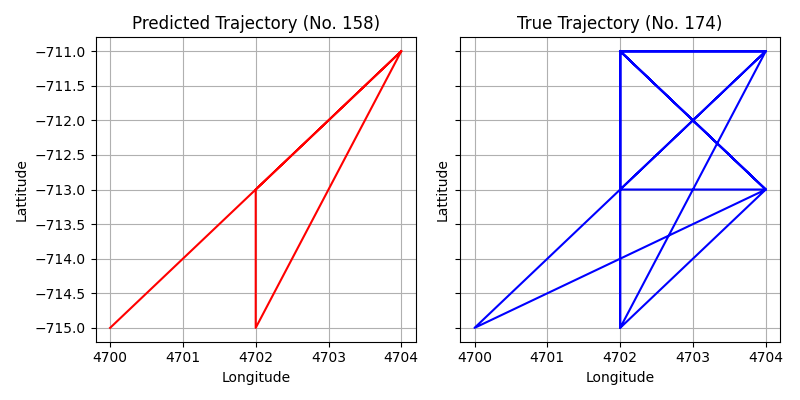 Predicted Trajectory (No. 158)
True Trajectory (No. 174)
Lattitude
−711.0
−711.5
−712.0
−712.5
−713.0
−713.5
−714.0
−714.5
−715.0
4700 4701 4702 4703 4704
Longitude
Lattitude
4700 4701 4702 4703 4704
Longitude